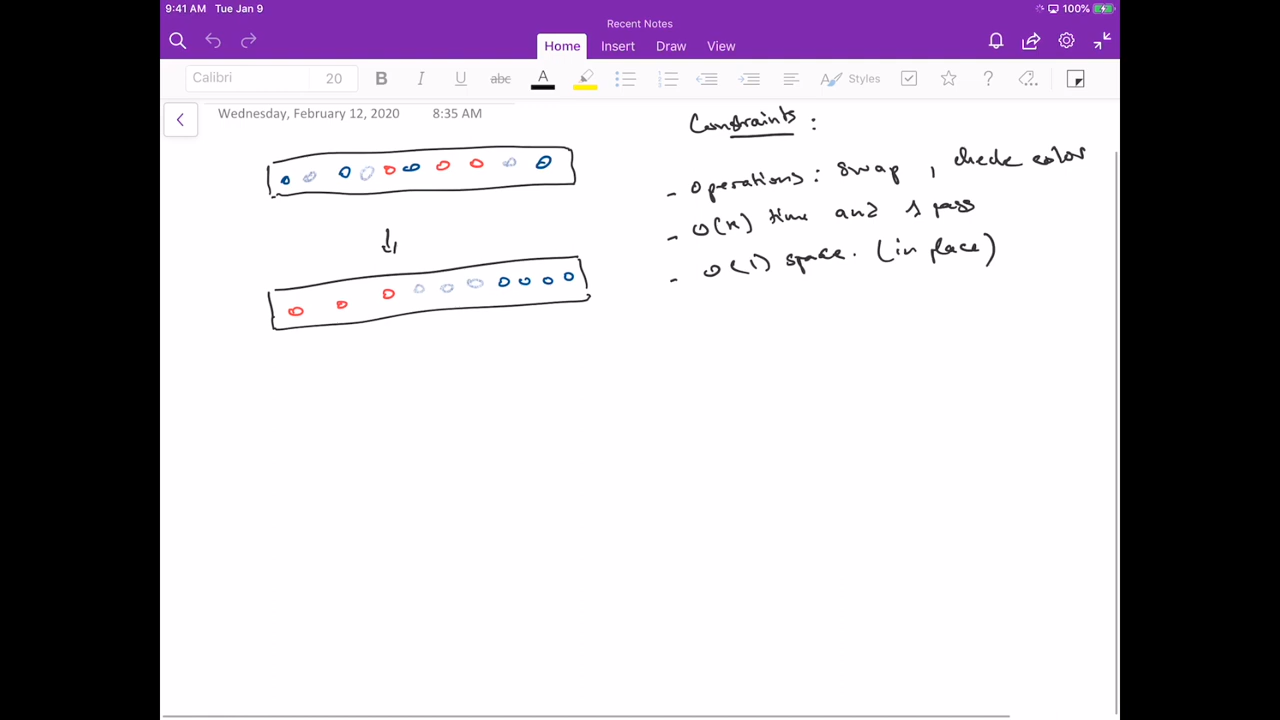 9:41 AM Tue Jan 9
100%
Recent Notes
Home Insert Draw View
Calibri 20 B I U abc A Styles ?
Wednesday, February 12, 2020 8:35 AM
Constraints :
- operations : swap , check color
- O(n) time and 1 pass
- O(1) space. (in place)